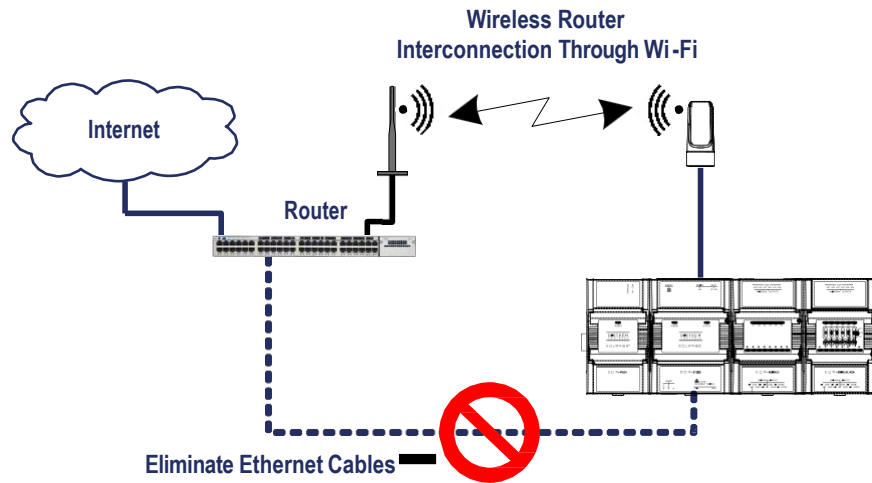 Wireless Router
Interconnection Through Wi-Fi
Internet
Router
Eliminate Ethernet Cables